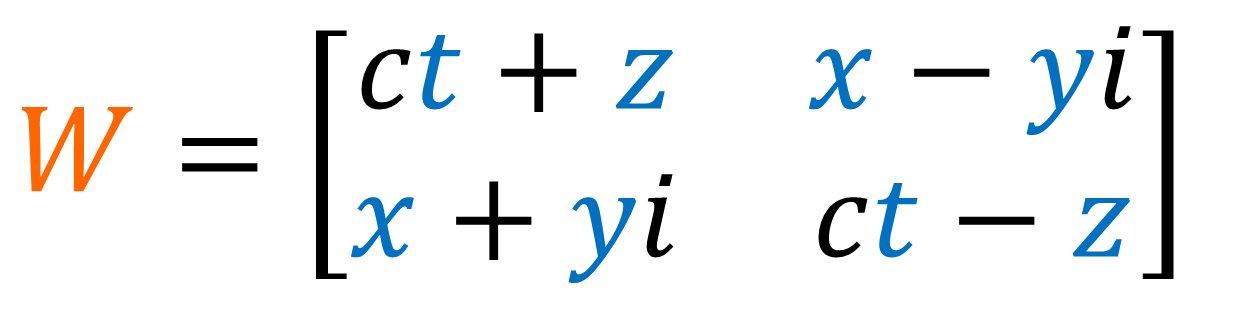 W = [ ct + z x − yi
x + yi ct − z ]